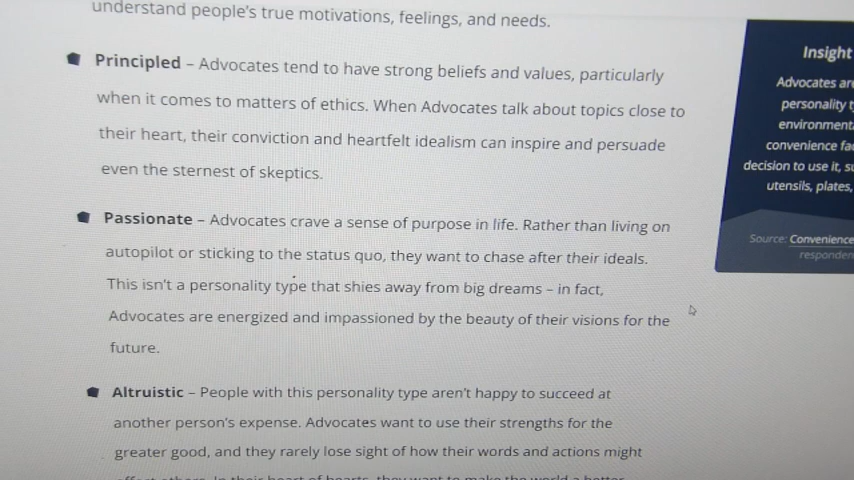 understand people's true motivations, feelings, and needs.
Principled – Advocates tend to have strong beliefs and values, particularly
when it comes to matters of ethics. When Advocates talk about topics close to
their heart, their conviction and heartfelt idealism can inspire and persuade
even the sternest of skeptics.
Passionate – Advocates crave a sense of purpose in life. Rather than living on
autopilot or sticking to the status quo, they want to chase after their ideals.
This isn't a personality type that shies away from big dreams – in fact,
Advocates are energized and impassioned by the beauty of their visions for the
future.
Altruistic – People with this personality type aren't happy to succeed at
another person's expense. Advocates want to use their strengths for the
greater good, and they rarely lose sight of how their words and actions might
Insight
Advocates are
personality t
environmenta
convenience fac
decision to use it, su
utensils, plates,
Source: Convenience
responden